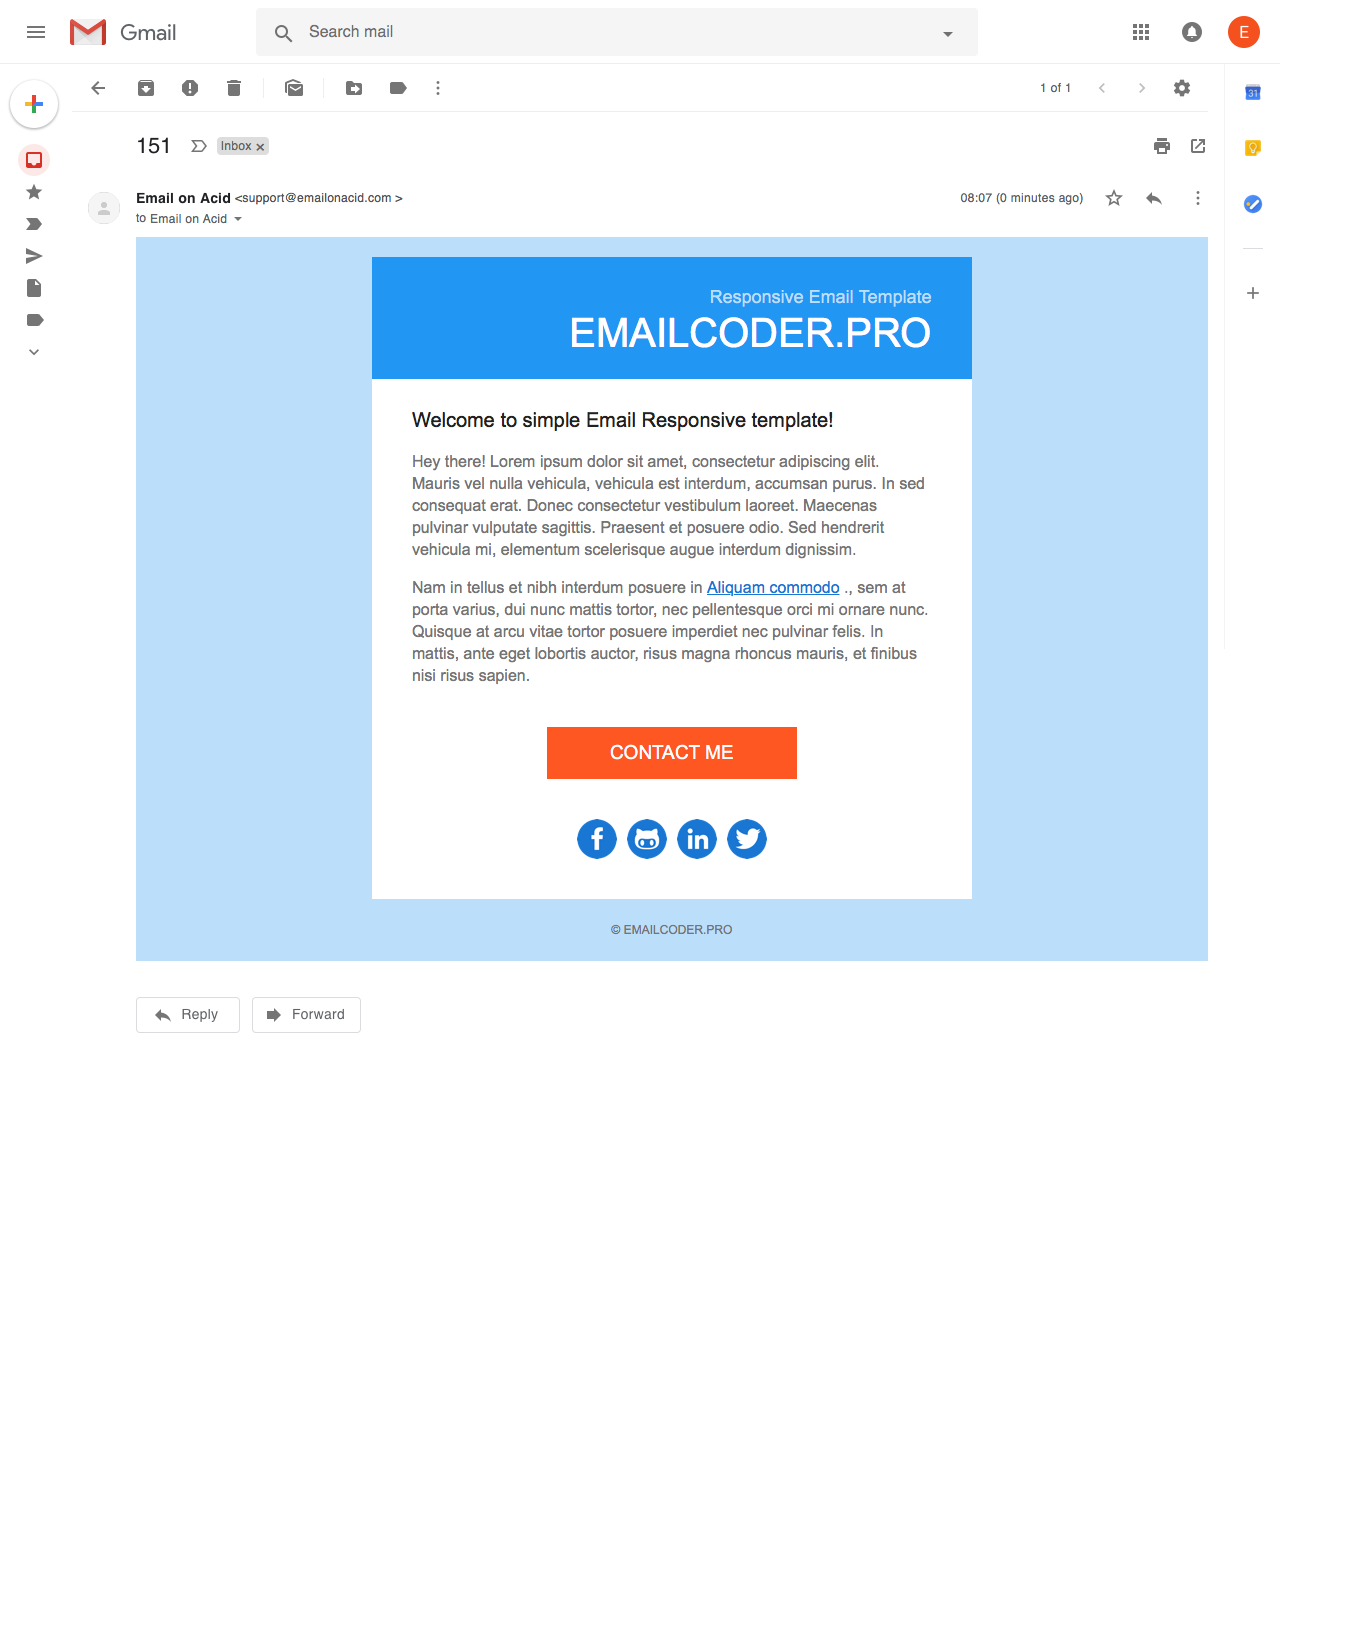 Gmail
Search mail
E
1 of 1
31
151
Inbox ×
Email on Acid <support@emailonacid.com >
08:07 (0 minutes ago)
to Email on Acid
Responsive Email Template
EMAILCODER.PRO
Welcome to simple Email Responsive template!
Hey there! Lorem ipsum dolor sit amet, consectetur adipiscing elit.
Mauris vel nulla vehicula, vehicula est interdum, accumsan purus. In sed
consequat erat. Donec consectetur vestibulum laoreet. Maecenas
pulvinar vulputate sagittis. Praesent et posuere odio. Sed hendrerit
vehicula mi, elementum scelerisque augue interdum dignissim.
Nam in tellus et nibh interdum posuere in Aliquam commodo ., sem at
porta varius, dui nunc mattis tortor, nec pellentesque orci mi ornare nunc.
Quisque at arcu vitae tortor posuere imperdiet nec pulvinar felis. In
mattis, ante eget lobortis auctor, risus magna rhoncus mauris, et finibus
nisi risus sapien.
CONTACT ME
f
in
© EMAILCODER.PRO
Reply
Forward